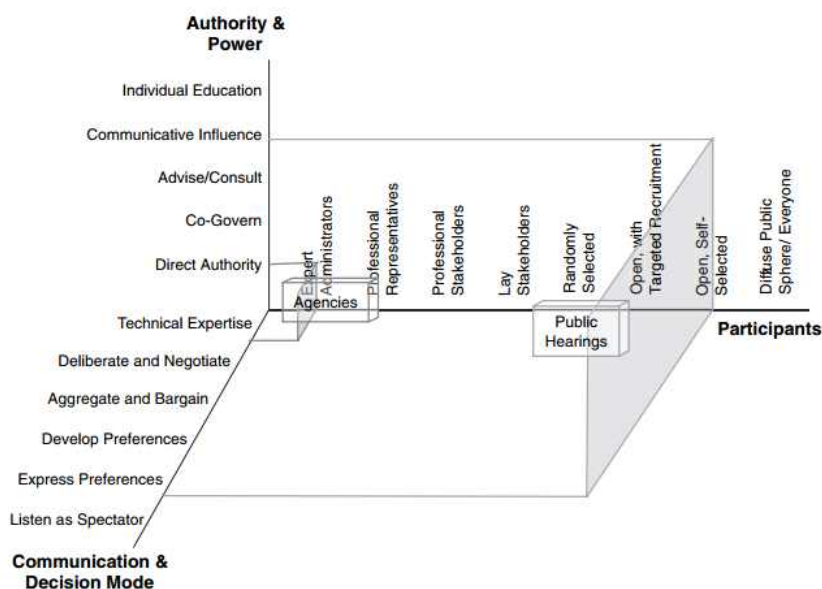 Authority &
Power
Individual Education
Communicative Influence
Advise/Consult
Co-Govern
Direct Authority
Expert
Administrators
Professional
Representatives
Professional
Stakeholders
Lay
Stakeholders
Randomly
Selected
Open, with
Targeted Recruitment
Open, Self-
Selected
Diffuse Public
Sphere/ Everyone
Agencies
Public
Hearings
Participants
Technical Expertise
Deliberate and Negotiate
Aggregate and Bargain
Develop Preferences
Express Preferences
Listen as Spectator
Communication &
Decision Mode